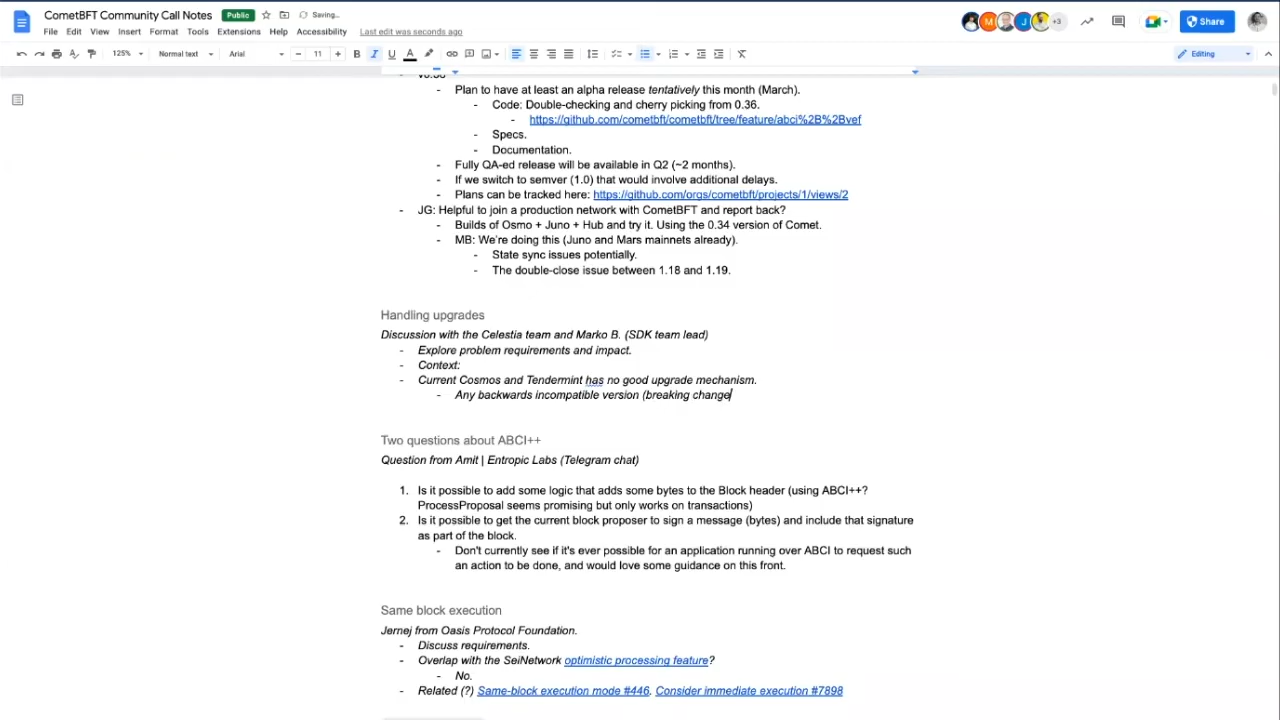 CometBFT Community Call Notes Public Saving...
M J +3 Share
File Edit View Insert Format Tools Extensions Help Accessibility Last edit was seconds ago
125% Normal text Arial - 11 + B I U A Editing
v0.38
- Plan to have at least an alpha release tentatively this month (March).
- Code: Double-checking and cherry picking from 0.36.
- https://github.com/cometbft/cometbft/tree/feature/abci%2B%2Bvef
- Specs.
- Documentation.
- Fully QA-ed release will be available in Q2 (~2 months).
- If we switch to semver (1.0) that would involve additional delays.
- Plans can be tracked here: https://github.com/orgs/cometbft/projects/1/views/2
- JG: Helpful to join a production network with CometBFT and report back?
- Builds of Osmo + Juno + Hub and try it. Using the 0.34 version of Comet.
- MB: We're doing this (Juno and Mars mainnets already).
- State sync issues potentially.
- The double-close issue between 1.18 and 1.19.
Handling upgrades
Discussion with the Celestia team and Marko B. (SDK team lead)
- Explore problem requirements and impact.
- Context:
- Current Cosmos and Tendermint has no good upgrade mechanism.
- Any backwards incompatible version (breaking change
Two questions about ABCI++
Question from Amit | Entropic Labs (Telegram chat)
1. Is it possible to add some logic that adds some bytes to the Block header (using ABCI++?
ProcessProposal seems promising but only works on transactions)
2. Is it possible to get the current block proposer to sign a message (bytes) and include that signature
as part of the block.
- Don't currently see if it's ever possible for an application running over ABCI to request such
an action to be done, and would love some guidance on this front.
Same block execution
Jernej from Oasis Protocol Foundation.
- Discuss requirements.
- Overlap with the SeiNetwork optimistic processing feature?
- No.
- Related (?) Same-block execution mode #446. Consider immediate execution #7898